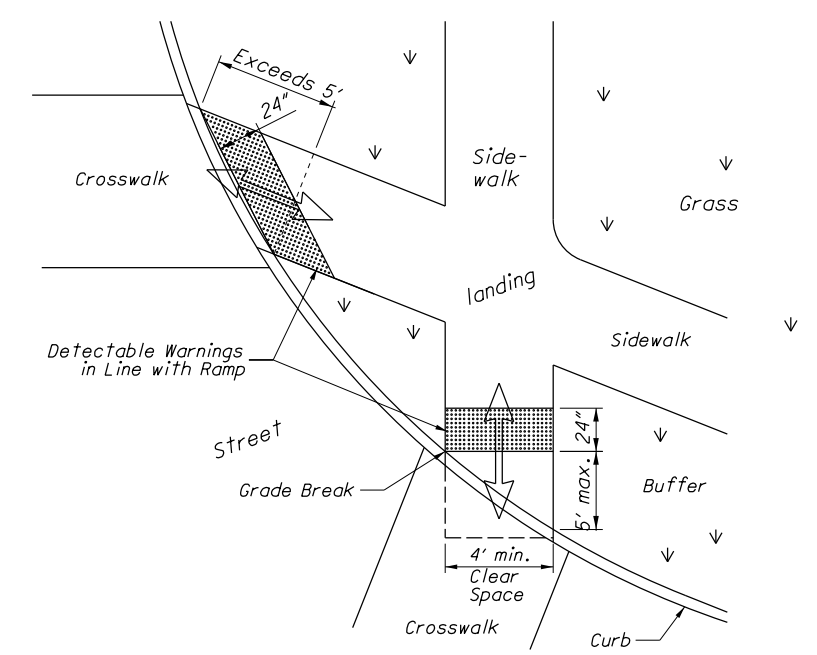 Exceeds 5'
24"
Side-
walk
Crosswalk
Grass
landing
Sidewalk
Detectable Warnings
in Line with Ramp
Street
24"
Grade Break
5' max.
Buffer
4' min.
Clear
Space
Crosswalk
Curb